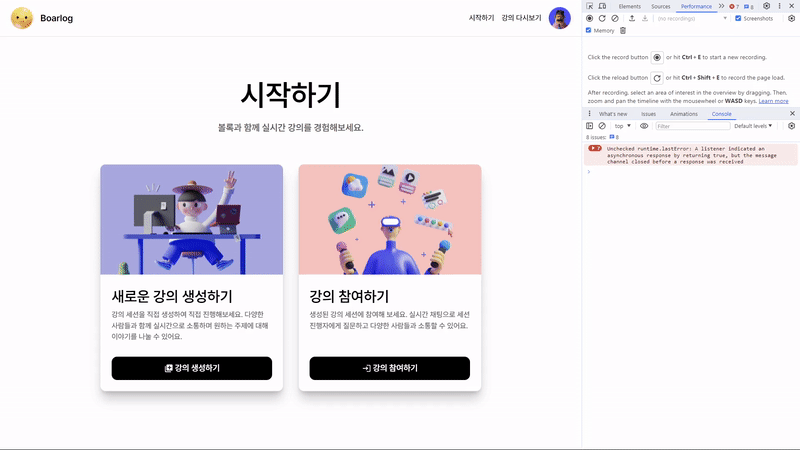 Boarlog
시작하기
강의 다시보기
시작하기
볼록과 함께 실시간 강의를 경험해보세요.
새로운 강의 생성하기
강의 세션을 직접 생성하여 직접 진행해보세요. 다양한
사람들과 함께 실시간으로 소통하며 원하는 주제에 대해
이야기를 나눌 수 있어요.
강의 생성하기
강의 참여하기
생성된 강의 세션에 참여해 보세요. 실시간 채팅으로 세션
진행자에게 질문하고 다양한 사람들과 소통할 수 있어요.
강의 참여하기
Elements Sources Performance 7 8
(no recordings) Screenshots
Memory
Click the record button or hit Ctrl + E to start a new recording.
Click the reload button or hit Ctrl + Shift + E to record the page load.
After recording, select an area of interest in the overview by dragging. Then,
zoom and pan the timeline with the mousewheel or WASD keys. Learn more
What's new Issues Animations Console
top Filter Default levels
8 issues: 8
7 Unchecked runtime.lastError: A listener indicated an
asynchronous response by returning true, but the message
channel closed before a response was received